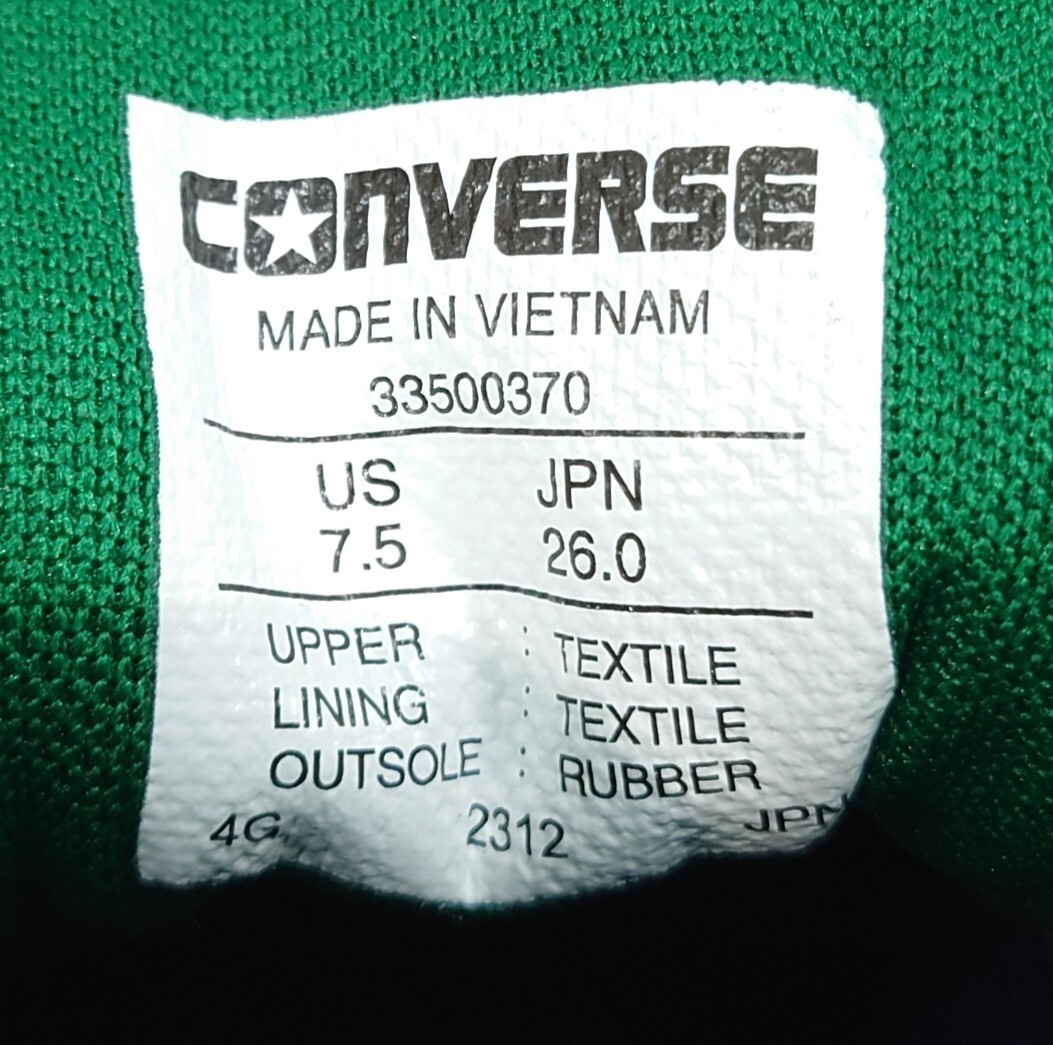 CONVERSE
MADE IN VIETNAM
33500370
US JPN
7.5 26.0
UPPER : TEXTILE
LINING : TEXTILE
OUTSOLE : RUBBER
4G 2312 JPN